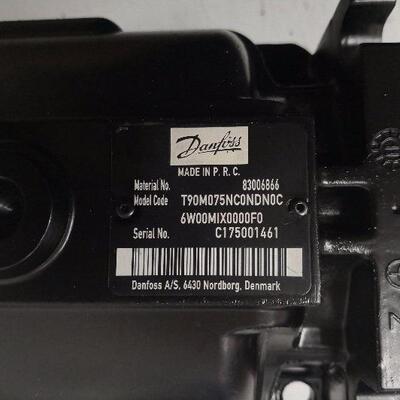 Danfoss
MADE IN P. R. C.
Material No. 83006866
Model Code T90M075NC0NDN0C
6W00MIX0000F0
Serial No. C175001461
Danfoss A/S, 6430 Nordborg, Denmark